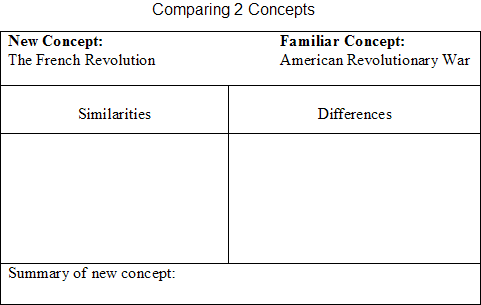 Comparing 2 Concepts
New Concept: Familiar Concept:
The French Revolution American Revolutionary War
Similarities Differences
Summary of new concept: